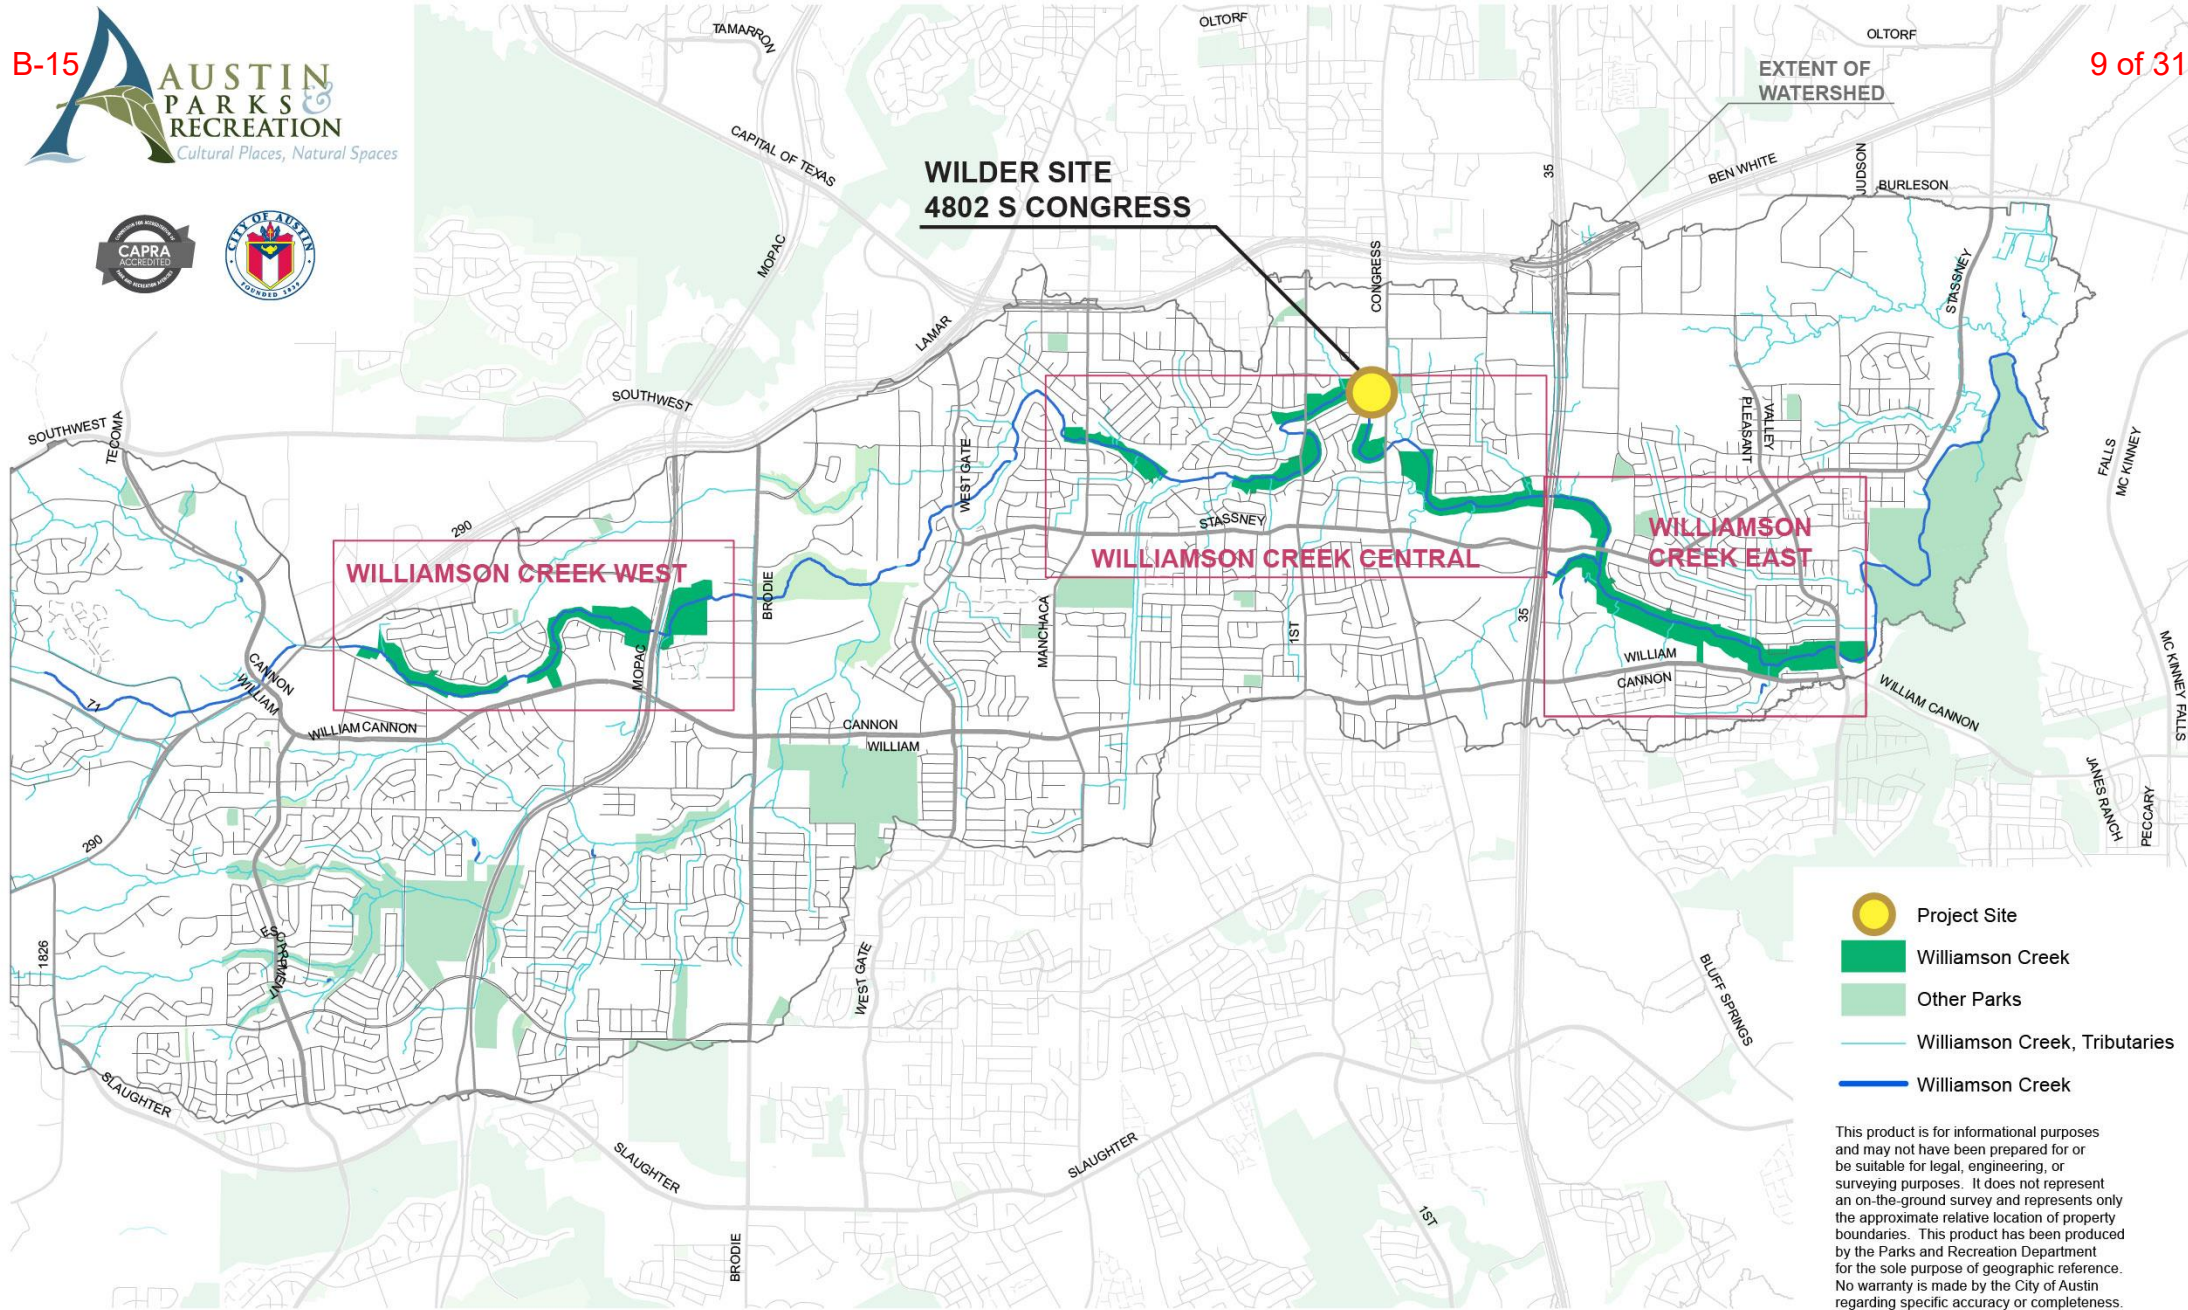 B-15
9 of 31
AUSTIN
PARKS &
RECREATION
Cultural Places, Natural Spaces
CAPRA
ACCREDITED
CITY OF AUSTIN
FOUNDED 1839
TAMARRON
OLTORF
OLTORF
EXTENT OF
WATERSHED
CAPITAL OF TEXAS
WILDER SITE
4802 S CONGRESS
35
BEN WHITE
JUDSON
BURLESON
MOPAC
CONGRESS
STASSNEY
LAMAR
SOUTHWEST
SOUTHWEST
TECOMA
WEST GATE
PLEASANT
VALLEY
FALLS
MC KINNEY
290
STASSNEY
WILLIAMSON
CREEK EAST
WILLIAMSON CREEK CENTRAL
WILLIAMSON CREEK WEST
BRODIE
MANCHACA
1ST
35
MOPAC
WILLIAM
CANNON
CANNON
WILLIAM
71
WILLIAM CANNON
CANNON
WILLIAM
WILLIAM CANNON
MC KINNEY FALLS
JANES RANCH
PECCARY
290
1826
ESCARPMENT
WEST GATE
BLUFF SPRINGS
SLAUGHTER
SLAUGHTER
SLAUGHTER
1ST
BRODIE
Project Site
Williamson Creek
Other Parks
Williamson Creek, Tributaries
Williamson Creek
This product is for informational purposes
and may not have been prepared for or
be suitable for legal, engineering, or
surveying purposes. It does not represent
an on-the-ground survey and represents only
the approximate relative location of property
boundaries. This product has been produced
by the Parks and Recreation Department
for the sole purpose of geographic reference.
No warranty is made by the City of Austin
regarding specific accuracy or completeness.